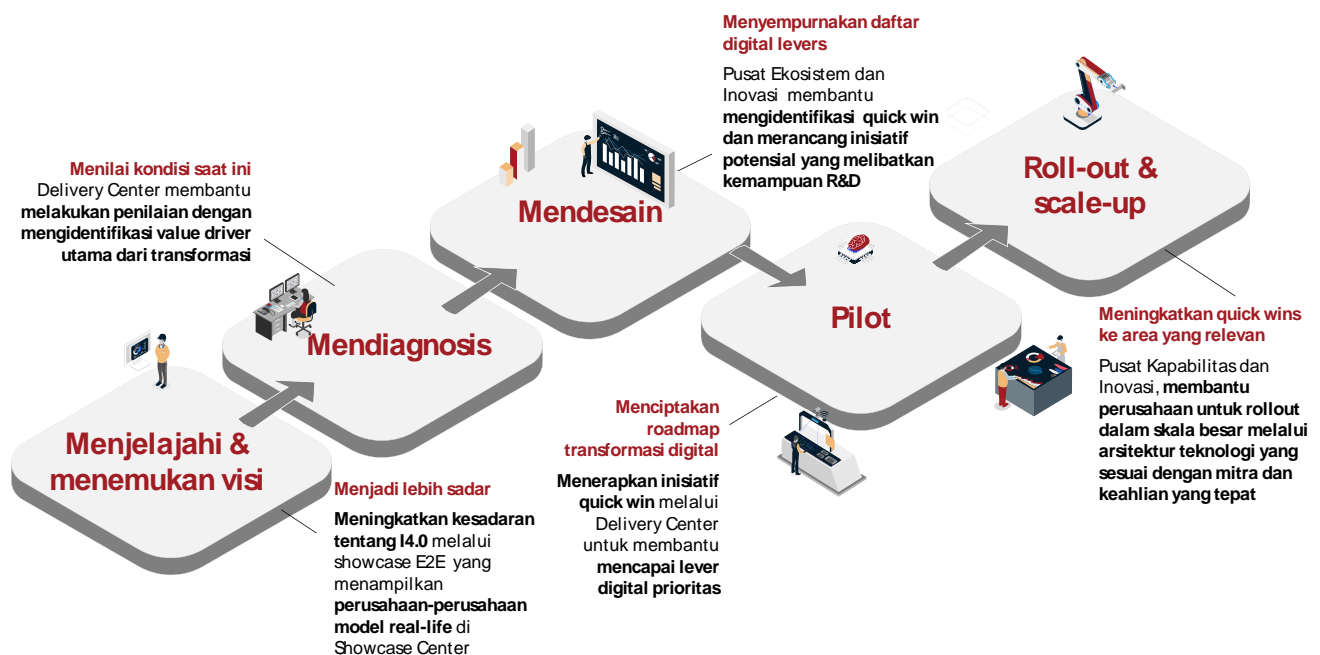 Menjelajahi &
menemukan visi
Menjadi lebih sadar
Meningkatkan kesadaran
tentang I4.0 melalui
showcase E2E yang
menampilkan
perusahaan-perusahaan
model real-life di
Showcase Center
Mendiagnosis
Menilai kondisi saat ini
Delivery Center membantu
melakukan penilaian dengan
mengidentifikasi value driver
utama dari transformasi
Mendesain
Menyempurnakan daftar
digital levers
Pusat Ekosistem dan
Inovasi membantu
mengidentifikasi quick win
dan merancang inisiatif
potensial yang melibatkan
kemampuan R&D
Pilot
Menciptakan
roadmap
transformasi digital
Menerapkan inisiatif
quick win melalui
Delivery Center
untuk membantu
mencapai lever
digital prioritas
Roll-out &
scale-up
Meningkatkan quick wins
ke area yang relevan
Pusat Kapabilitas dan
Inovasi, membantu
perusahaan untuk rollout
dalam skala besar melalui
arsitektur teknologi yang
sesuai dengan mitra dan
keahlian yang tepat